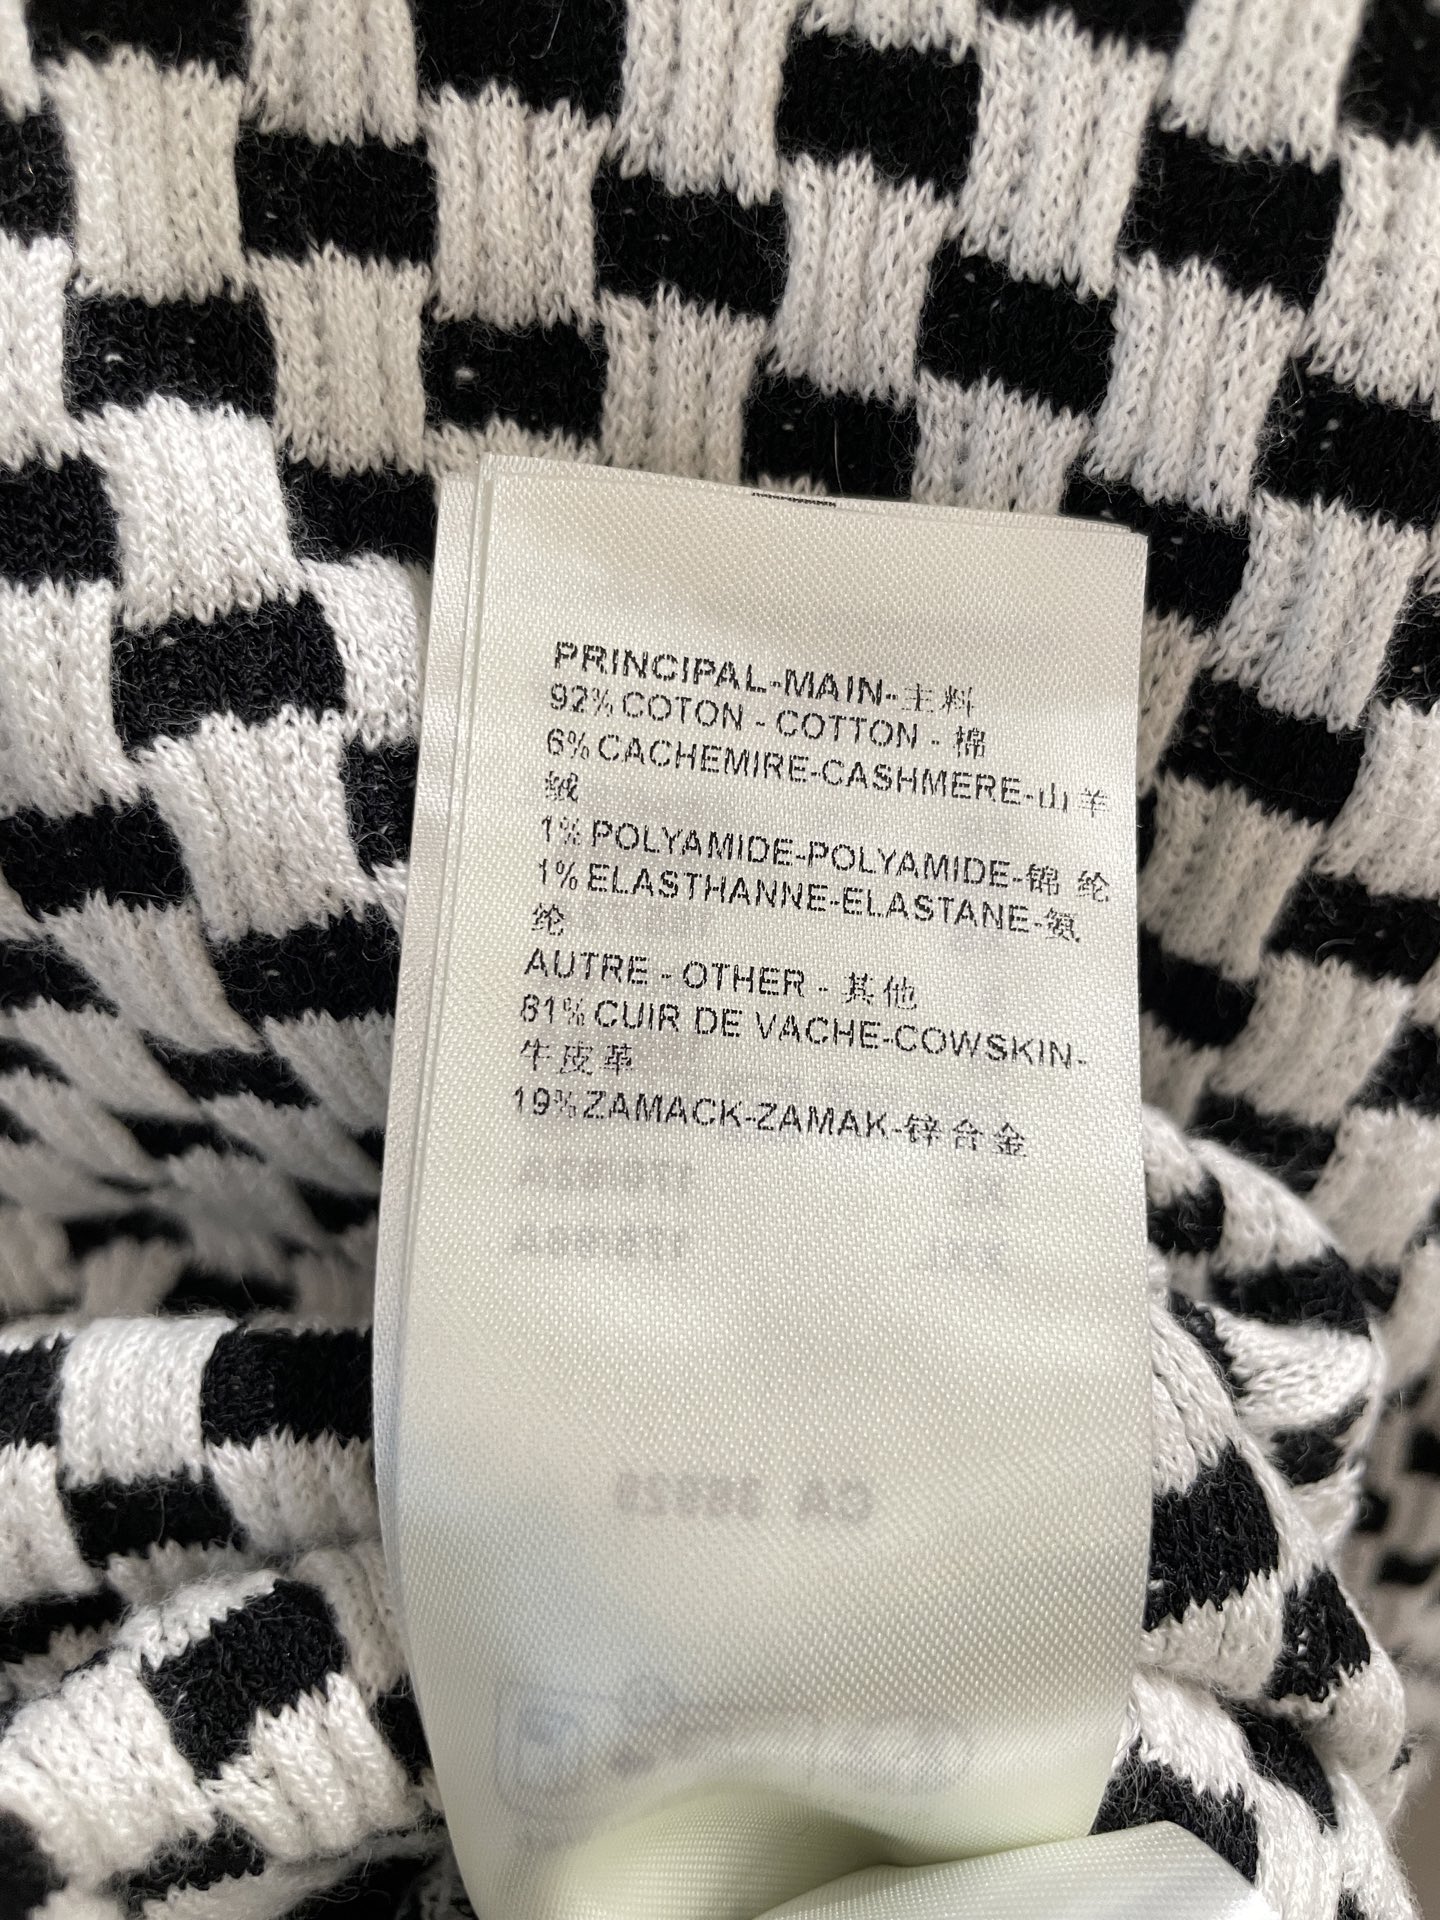 PRINCIPAL-MAIN-主料
92%COTON - COTTON - 棉
6%CACHEMIRE-CASHMERE-山羊
绒
1%POLYAMIDE-POLYAMIDE-锦 纶
1%ELASTHANNE-ELASTANE-氨
纶
AUTRE - OTHER - 其他
81%CUIR DE VACHE-COWSKIN-
牛皮革
19%ZAMACK-ZAMAK-锌合金